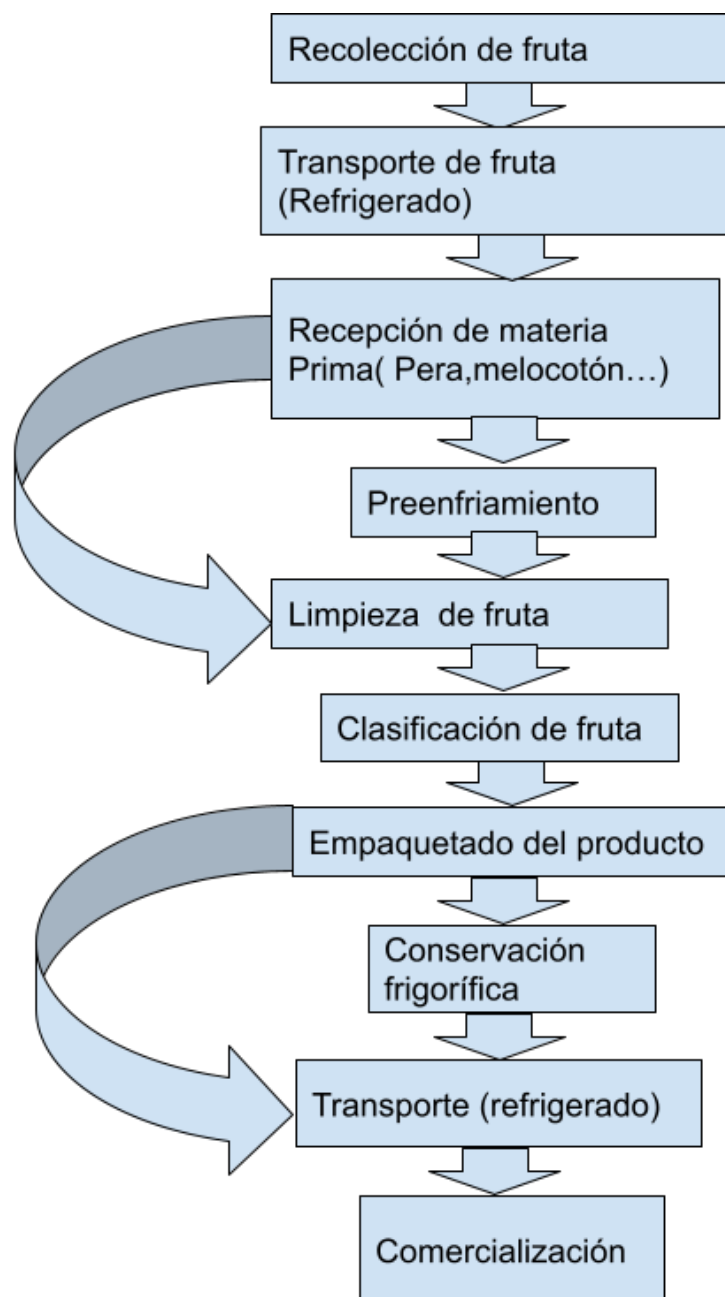 Recolección de fruta
Transporte de fruta
(Refrigerado)
Recepción de materia
Prima( Pera,melocotón…)
Preenfriamiento
Limpieza  de fruta
Clasificación de fruta
Empaquetado del producto
Conservación
frigorífica
Transporte (refrigerado)
Comercialización